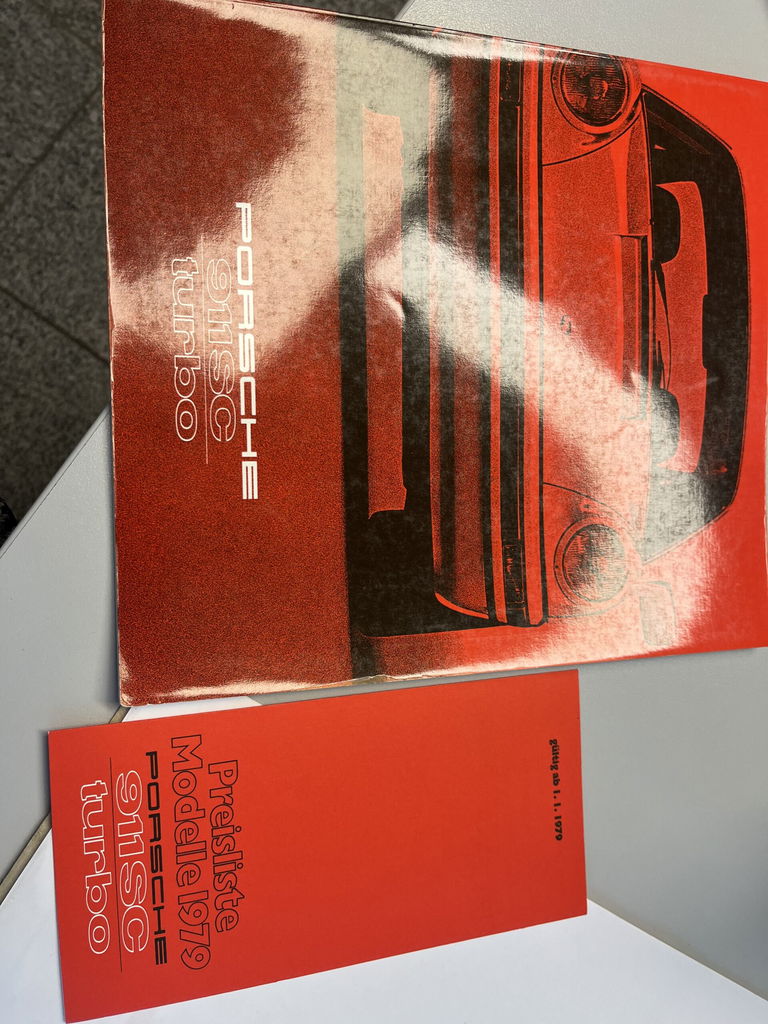 PORSCHE
911SC
turbo
gültig ab 1. 1. 1979
Preisliste
Modelle 1979
PORSCHE
911SC
turbo